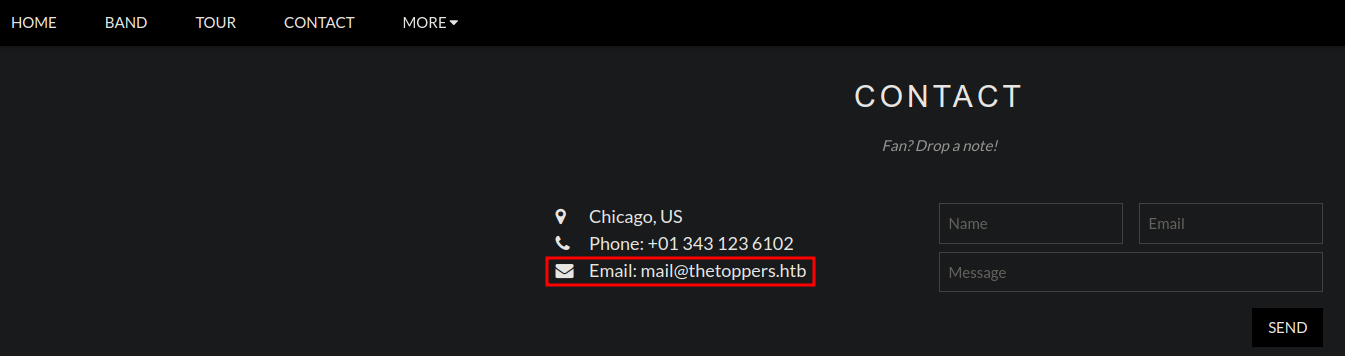 HOME BAND TOUR CONTACT MORE
CONTACT
Fan? Drop a note!
Chicago, US
Phone: +01 343 123 6102
Email: mail@thetoppers.htb
Name Email
Message
SEND